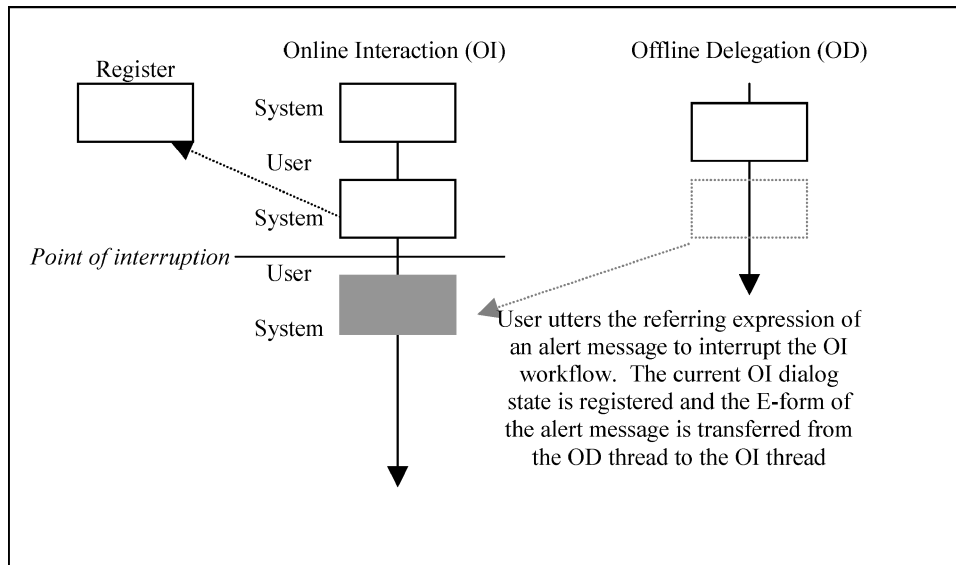 Online Interaction (OI)
Offline Delegation (OD)
Register
System
User
System
Point of interruption
User
System
User utters the referring expression of
an alert message to interrupt the OI
workflow. The current OI dialog
state is registered and the E-form of
the alert message is transferred from
the OD thread to the OI thread